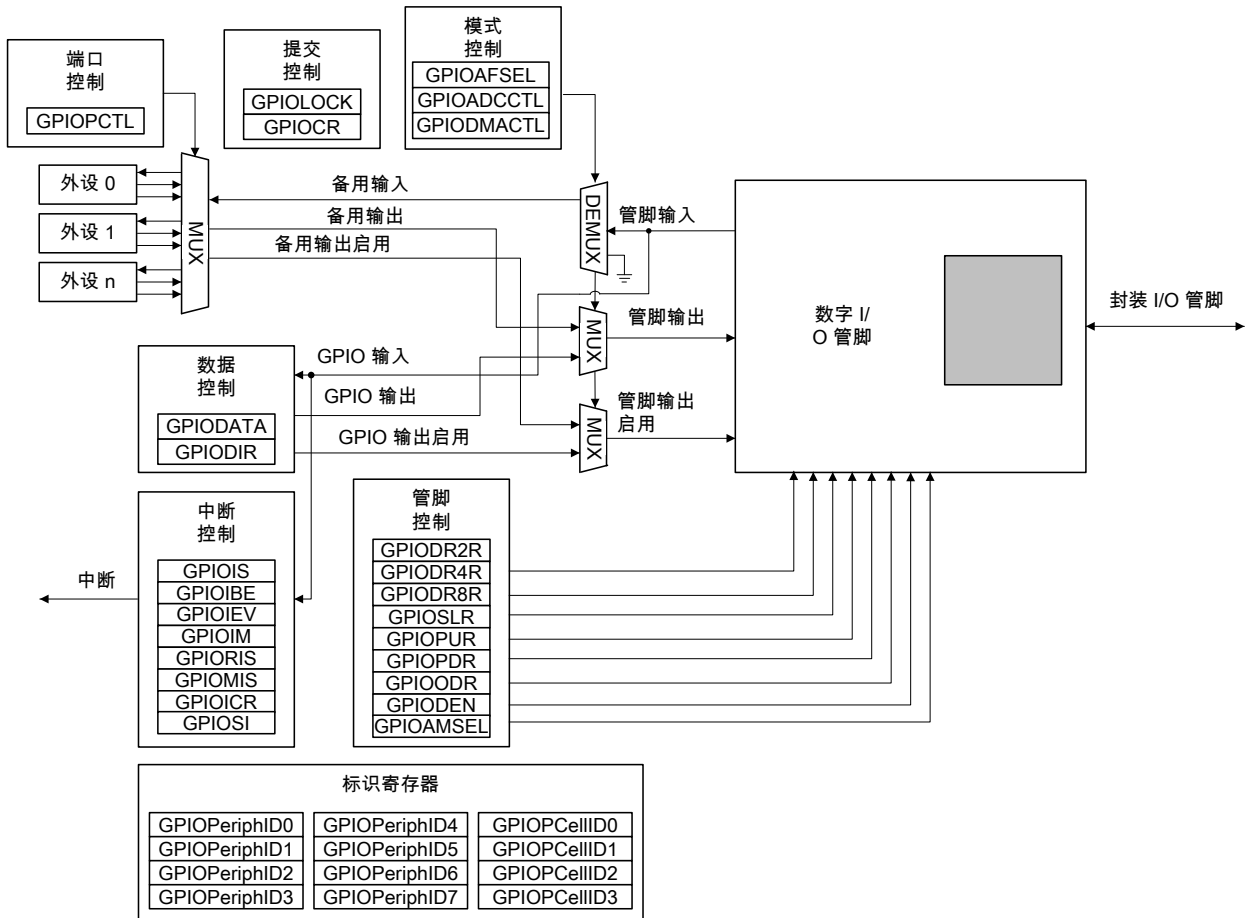 端口
控制
GPIOPCTL
提交
控制
GPIOLOCK
GPIOCR
模式
控制
GPIOAFSEL
GPIOADCCTL
GPIODMACTL
外设 0
外设 1
外设 n
MUX
备用输入
备用输出
备用输出启用
DEMUX
管脚输入
MUX
管脚输出
MUX
管脚输出
启用
数字 I/
O 管脚
封装 I/O 管脚
数据
控制
GPIODATA
GPIODIR
GPIO 输入
GPIO 输出
GPIO 输出启用
中断
中断
控制
GPIOIS
GPIOIBE
GPIOIEV
GPIOIM
GPIORIS
GPIOMIS
GPIOICR
GPIOSI
管脚
控制
GPIODR2R
GPIODR4R
GPIODR8R
GPIOSLR
GPIOPUR
GPIOPDR
GPIOODR
GPIODEN
GPIOAMSEL
标识寄存器
GPIOPeriphID0
GPIOPeriphID1
GPIOPeriphID2
GPIOPeriphID3
GPIOPeriphID4
GPIOPeriphID5
GPIOPeriphID6
GPIOPeriphID7
GPIOPCellID0
GPIOPCellID1
GPIOPCellID2
GPIOPCellID3